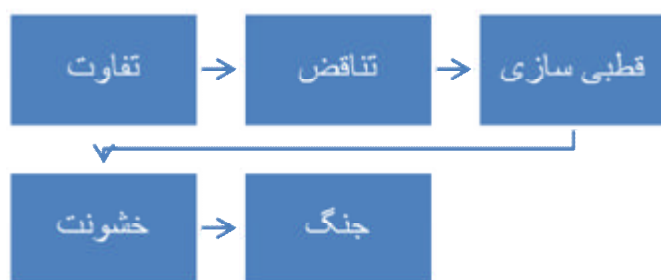 تفاوت
تناقض
قطبی سازی
خشونت
جنگ